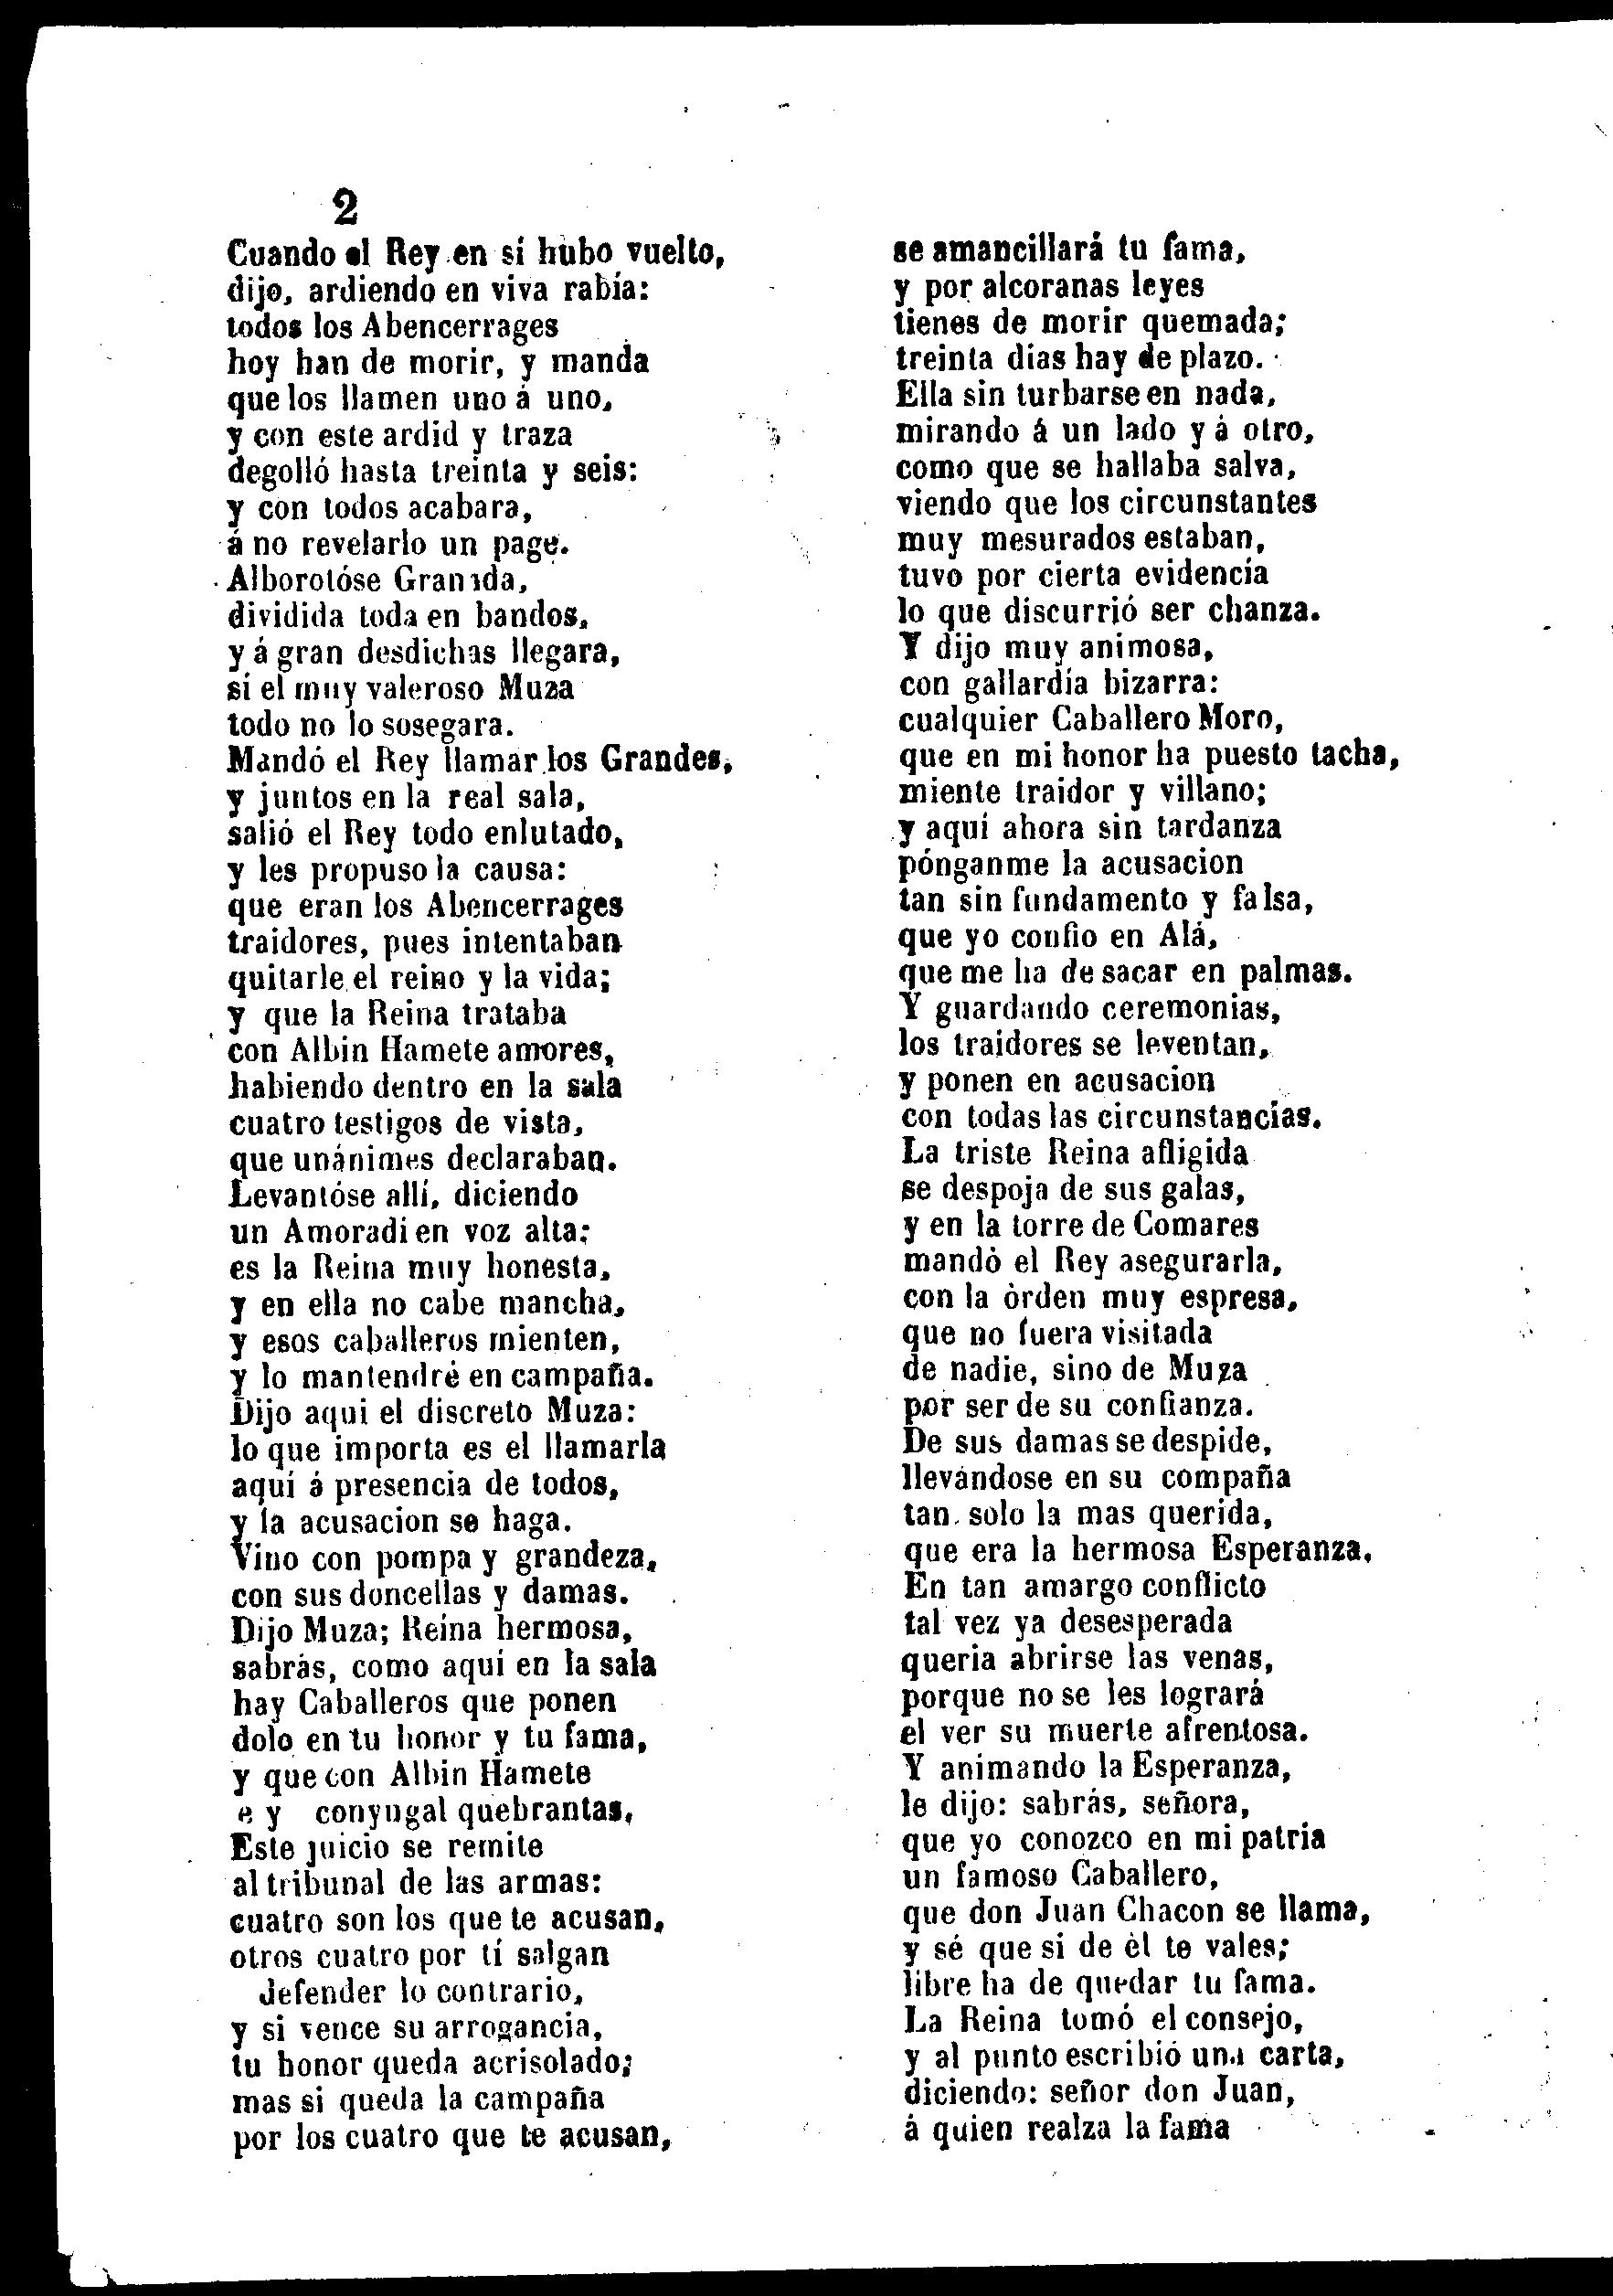 2
Cuando el Rey en sí hubo vuelto,
dijo, ardiendo en viva rabía:
todos los Abencerrages
hoy han de morir, y manda
que los llamen uno á uno,
y con este ardid y traza
degolló hasta treinta y seis:
y con todos acabara,
á no revelarlo un page.
Alborotóse Granada,
dividida toda en bandos,
y á gran desdichas llegara,
sí el muy valeroso Muza
todo no lo sosegara.
Mandó el Rey llamar los Grandes,
y juntos en la real sala,
salió el Rey todo enlutado,
y les propuso la causa:
que eran los Abencerrages
traidores, pues intentaban
quitarle el reino y la vida;
y que la Reina trataba
con Albin Hamete amores,
habiendo dentro en la sala
cuatro testigos de vista,
que unánimes declaraban.
Levantóse allí, diciendo
un Amoradi en voz alta;
es la Reina muy honesta,
y en ella no cabe mancha,
y esos caballeros mienten,
y lo mantendrè en campaña.
Dijo aqui el discreto Muza:
lo que importa es el llamarla
aquí á presencia de todos,
y la acusacion se haga.
Vino con pompa y grandeza,
con sus doncellas y damas.
Dijo Muza; Reina hermosa,
sabrás, como aqui en la sala
hay Caballeros que ponen
dolo en tu honor y tu fama,
y que con Albin Hamete
e y conyugal quebrantas,
Este juicio se remite
al tribunal de las armas:
cuatro son los que te acusan,
otros cuatro por tí salgan
defender lo contrario,
y si vence su arrogancia,
tu honor queda acrisolado;
mas si queda la campaña
por los cuatro que te acusan,
se amancillará tu fama,
y por alcoranas leyes
tienes de morir quemada;
treinta dias hay de plazo.
Ella sin turbarse en nada,
mirando á un lado y á otro,
como que se hallaba salva,
viendo que los circunstantes
muy mesurados estaban,
tuvo por cierta evidencía
lo que discurrió ser chanza.
Y dijo muy animosa,
con gallardía bizarra:
cualquier Caballero Moro,
que en mi honor ha puesto tacha,
miente traidor y villano;
y aquí ahora sin tardanza
pónganme la acusacion
tan sin fundamento y falsa,
que yo confio en Alá,
que me ha de sacar en palmas.
Y guardando ceremonias,
los traidores se leventan,
y ponen en acusacion
con todas las circunstancías.
La triste Reina afligida
se despoja de sus galas,
y en la torre de Comares
mandò el Rey asegurarla,
con la òrden muy espresa,
que no fuera visitada
de nadie, sino de Muza
por ser de su confianza.
De sus damas se despide,
llevándose en su compaña
tan solo la mas querida,
que era la hermosa Esperanza.
En tan amargo conflicto
tal vez ya desesperada
queria abrirse las venas,
porque no se les logrará
el ver su muerte afrentosa.
Y animando la Esperanza,
le dijo: sabrás, señora,
que yo conozco en mi patria
un famoso Caballero,
que don Juan Chacon se llama,
y sé que si de èl te vales;
libre ha de quedar tu fama.
La Reina tomó el consejo,
y al punto escribió una carta,
diciendo: señor don Juan,
á quien realza la fama